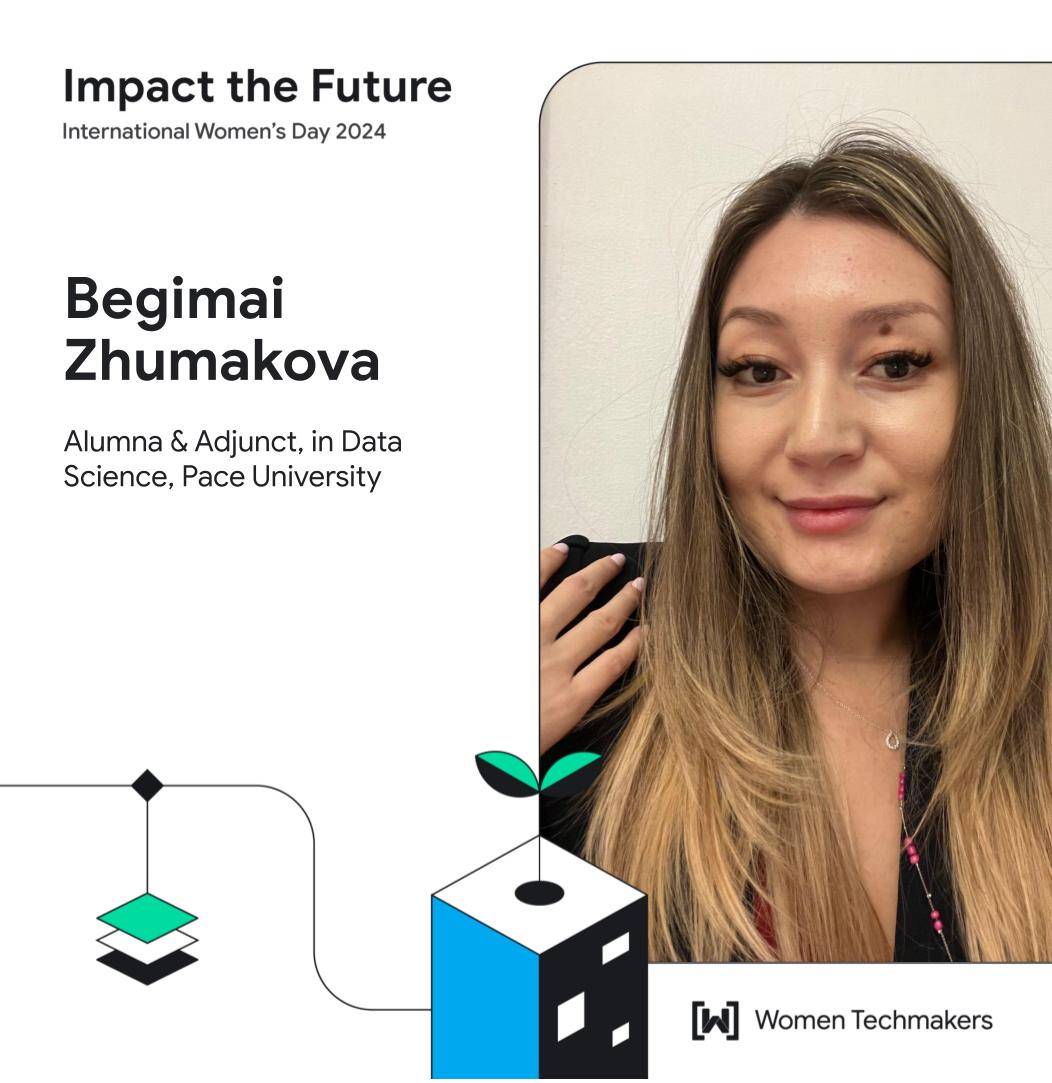 Impact the Future
International Women's Day 2024
Begimai
Zhumakova
Alumna & Adjunct, in Data
Science, Pace University
[W] Women Techmakers